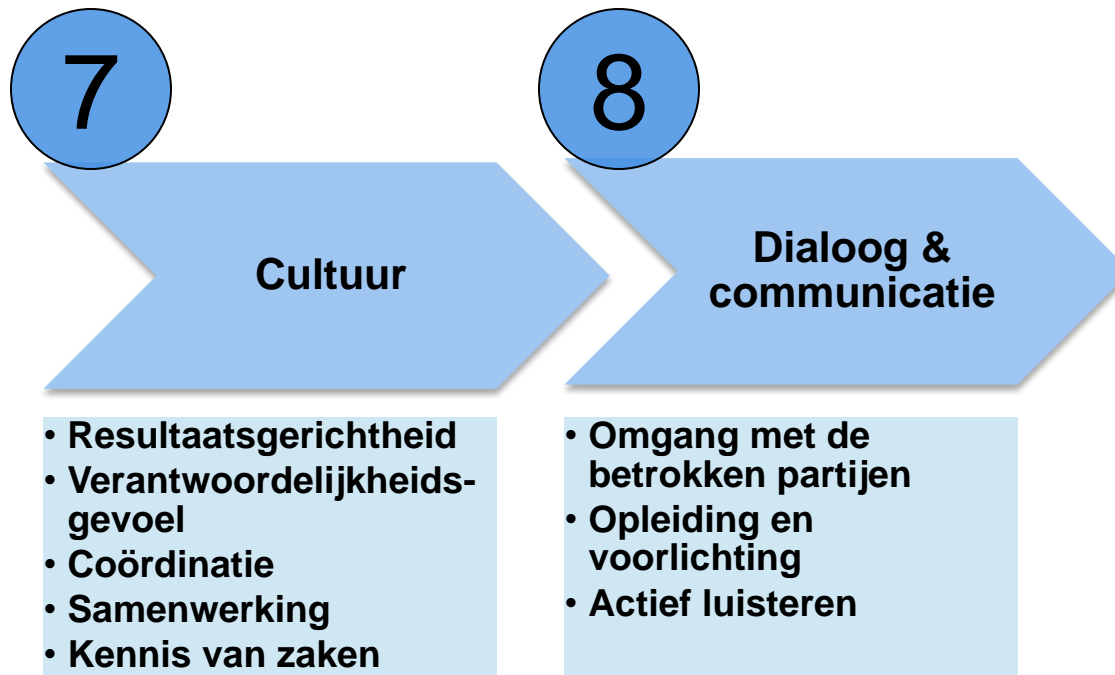 7
Cultuur
• Resultaatsgerichtheid
• Verantwoordelijkheids-
gevoel
• Coördinatie
• Samenwerking
• Kennis van zaken
8
Dialoog &
communicatie
• Omgang met de
betrokken partijen
• Opleiding en
voorlichting
• Actief luisteren